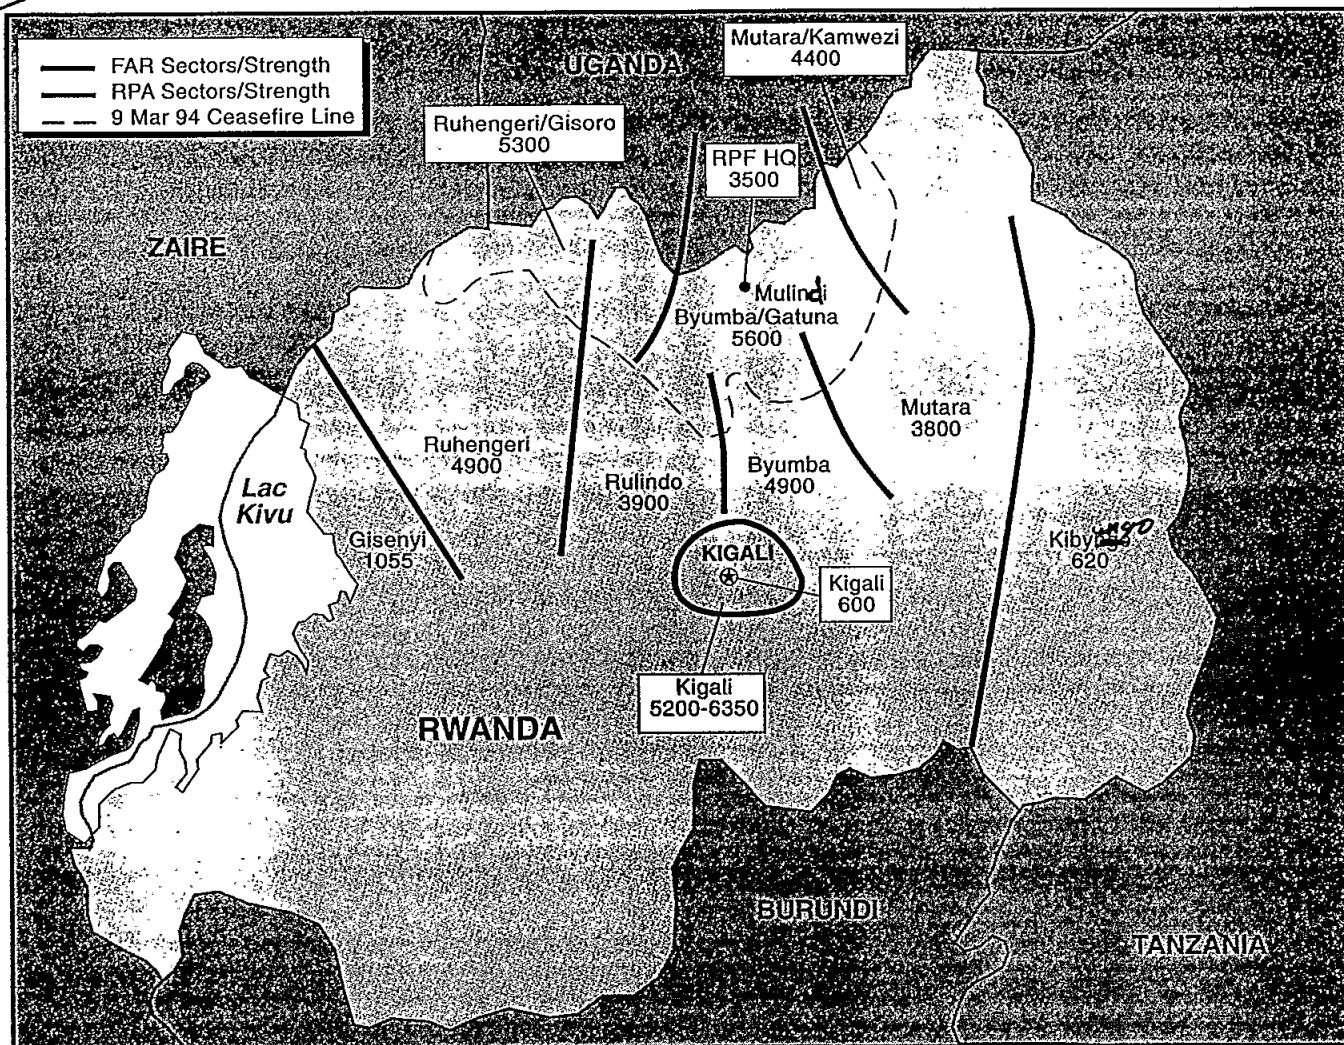 FAR Sectors/Strength
RPA Sectors/Strength
9 Mar 94 Ceasefire Line
UGANDA
Mutara/Kamwezi
4400
Ruhengeri/Gisoro
5300
RPF HQ
3500
ZAIRE
Mulindi
Byumba/Gatuna
5600
Mutara
3800
Ruhengeri
4900
Rulindo
3900
Byumba
4900
Lac
Kivu
Gisenyi
1055
KIGALI
Kigali
600
620
Kigali
5200-6350
RWANDA
BURUNDI
TANZANIA